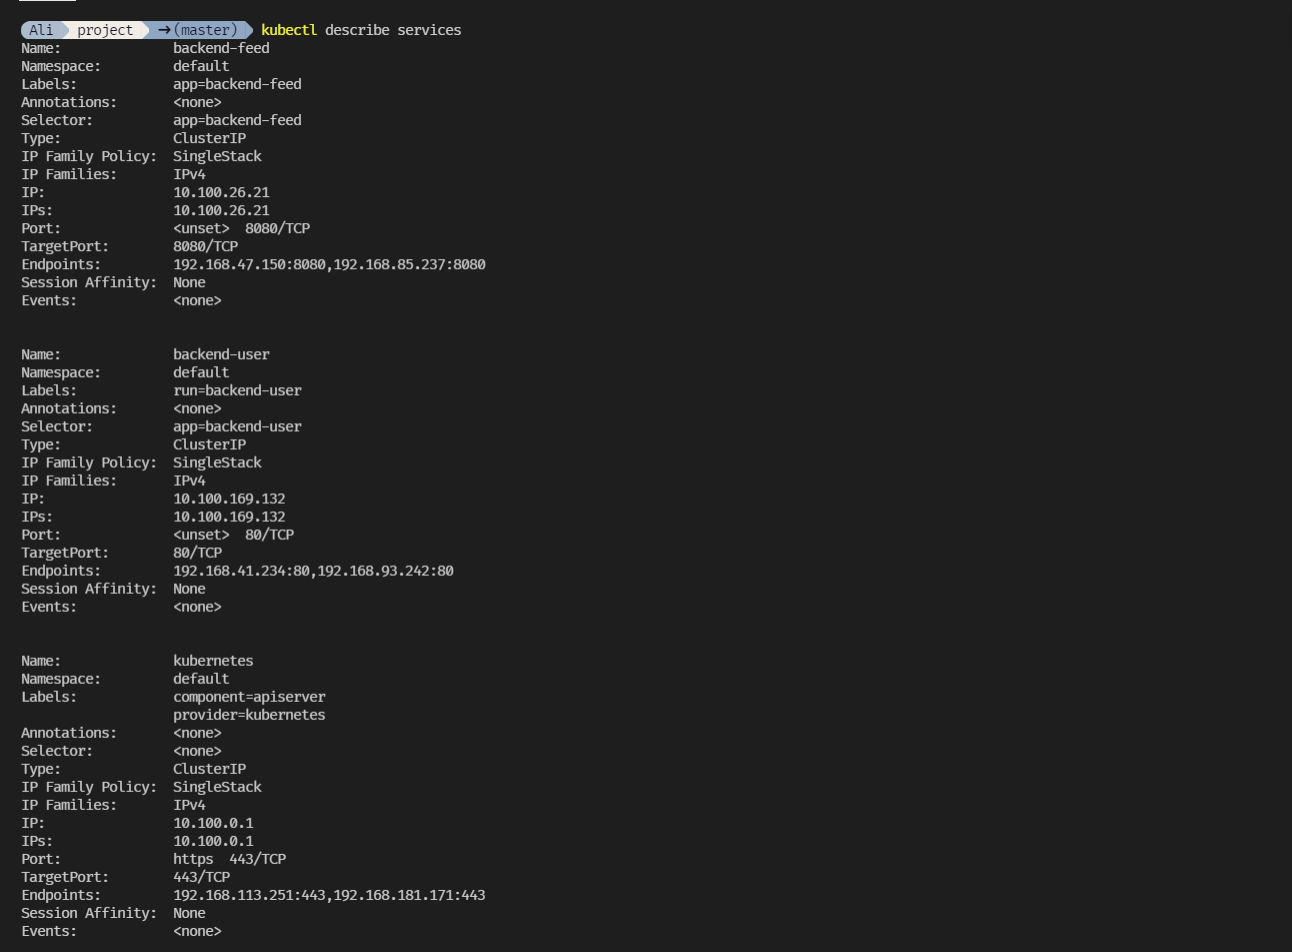 Ali project →(master) kubectl describe services
Name: backend-feed
Namespace: default
Labels: app=backend-feed
Annotations: <none>
Selector: app=backend-feed
Type: ClusterIP
IP Family Policy: SingleStack
IP Families: IPv4
IP: 10.100.26.21
IPs: 10.100.26.21
Port: <unset> 8080/TCP
TargetPort: 8080/TCP
Endpoints: 192.168.47.150:8080,192.168.85.237:8080
Session Affinity: None
Events: <none>
Name: backend-user
Namespace: default
Labels: run=backend-user
Annotations: <none>
Selector: app=backend-user
Type: ClusterIP
IP Family Policy: SingleStack
IP Families: IPv4
IP: 10.100.169.132
IPs: 10.100.169.132
Port: <unset> 80/TCP
TargetPort: 80/TCP
Endpoints: 192.168.41.234:80,192.168.93.242:80
Session Affinity: None
Events: <none>
Name: kubernetes
Namespace: default
Labels: component=apiserver
provider=kubernetes
Annotations: <none>
Selector: <none>
Type: ClusterIP
IP Family Policy: SingleStack
IP Families: IPv4
IP: 10.100.0.1
IPs: 10.100.0.1
Port: https 443/TCP
TargetPort: 443/TCP
Endpoints: 192.168.113.251:443,192.168.181.171:443
Session Affinity: None
Events: <none>